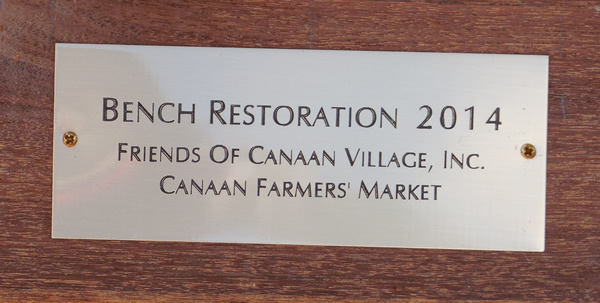 BENCH RESTORATION 2014
FRIENDS OF CANAAN VILLAGE, INC.
CANAAN FARMERS' MARKET